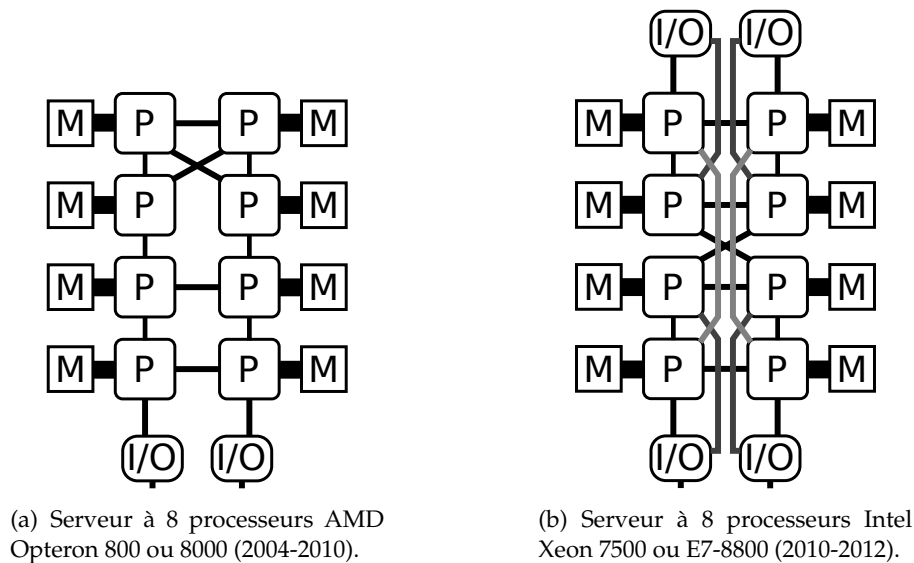 I/O I/O
M P P M M P P M
M P P M M P P M
M P P M M P P M
M P P M M P P M
I/O I/O I/O I/O
(a) Serveur à 8 processeurs AMD
Opteron 800 ou 8000 (2004-2010).
(b) Serveur à 8 processeurs Intel
Xeon 7500 ou E7-8800 (2010-2012).